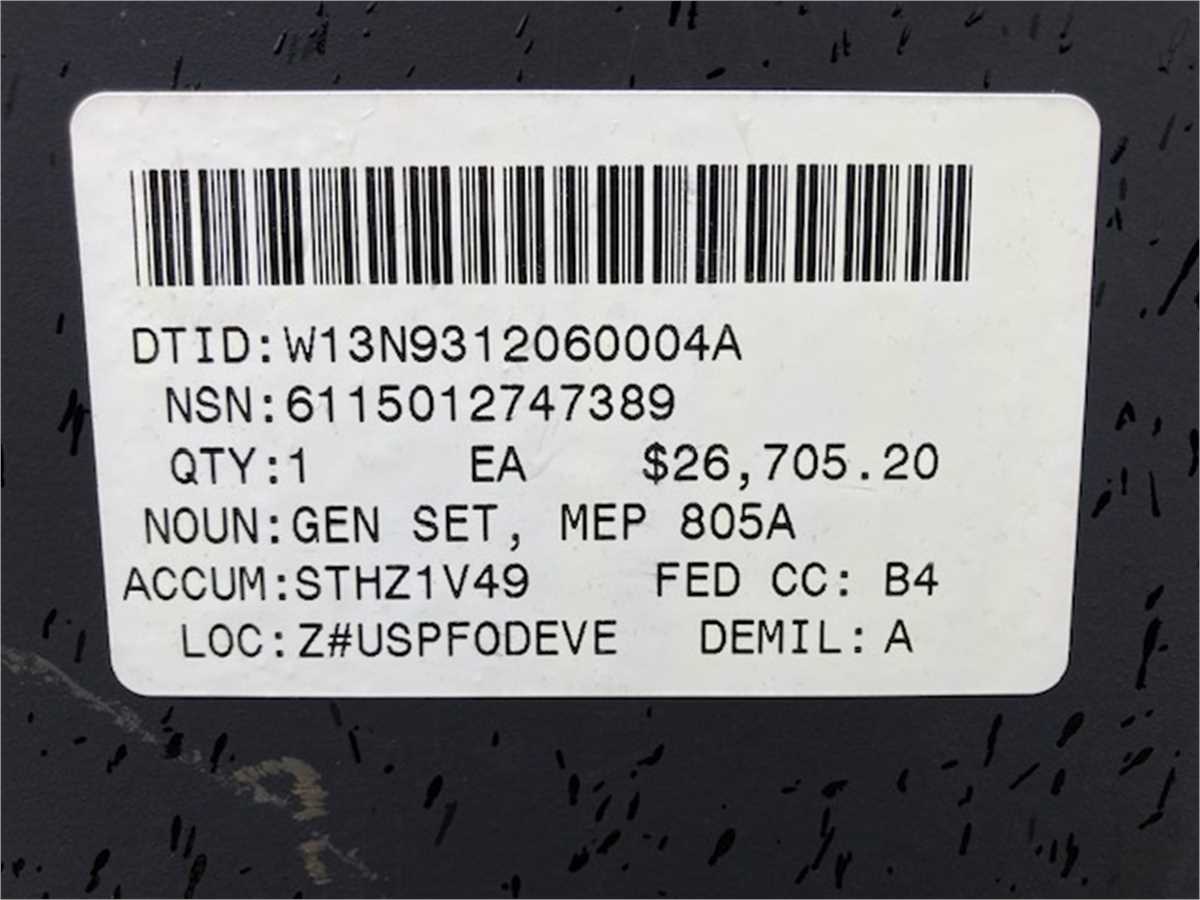 DTID:W13N9312060004A
NSN:6115012747389
QTY:1 EA $26,705.20
NOUN:GEN SET, MEP 805A
ACCUM:STHZ1V49 FED CC: B4
LOC:Z#USPFODEVE DEMIL: A